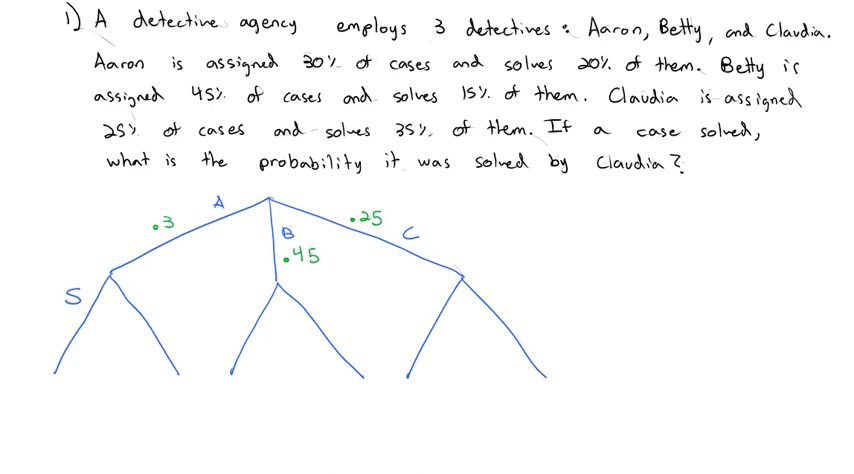 1) A detective agency employs 3 detectives: Aaron, Betty, and Claudia.
Aaron is assigned 30% of cases and solves 20% of them. Betty is
assigned 45% of cases and solves 15% of them. Claudia is assigned
25% of cases and solves 35% of them. If a case solved,
what is the probability it was solved by Claudia?
A
.3
.25
B
C
.45
S